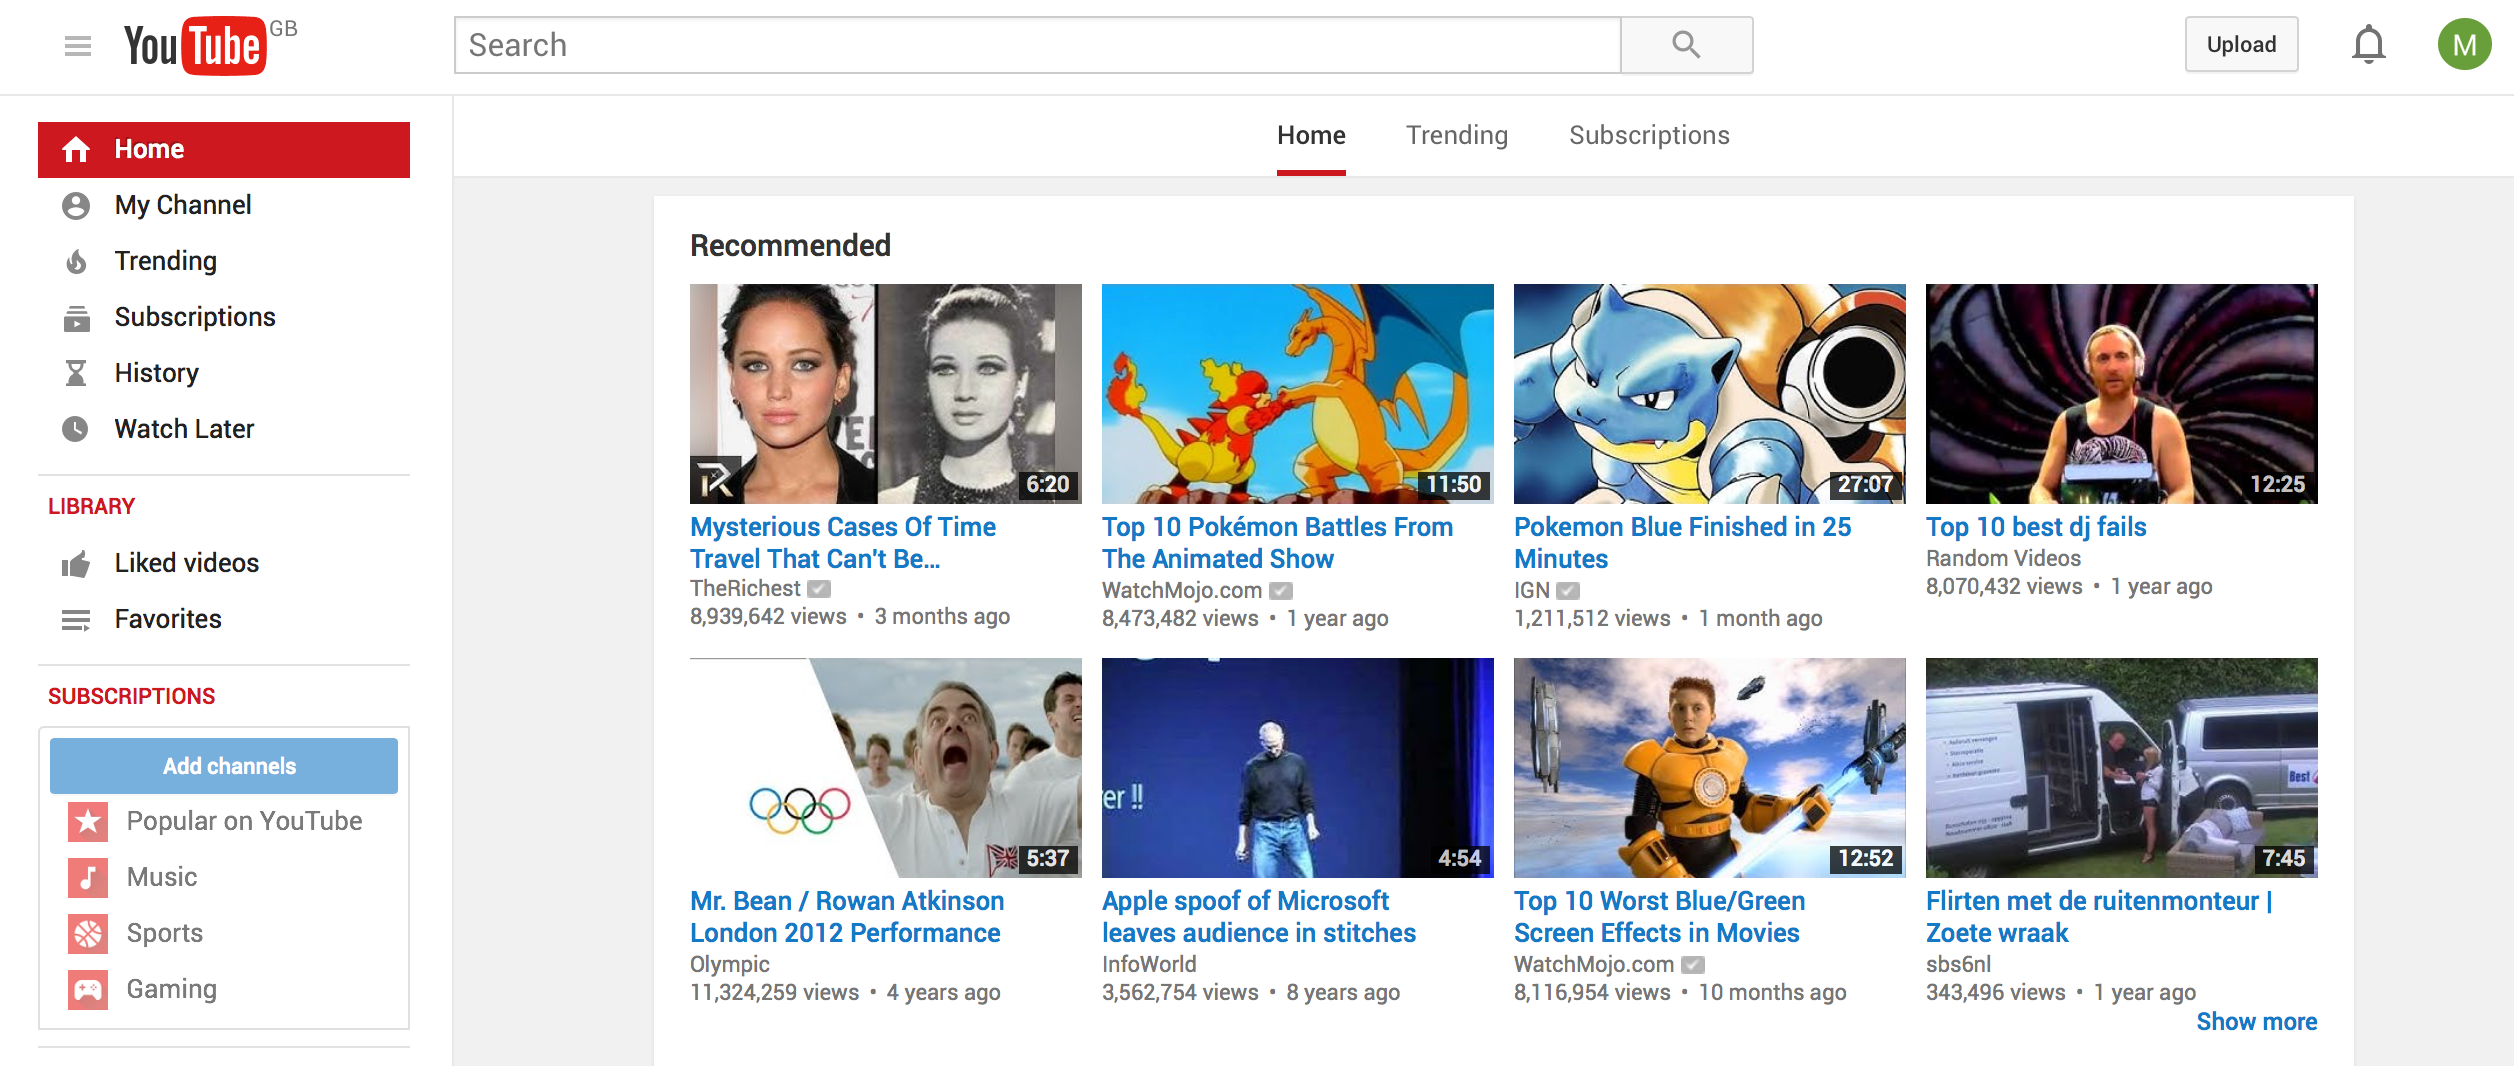 YouTube GB
Search
Upload
M
Home
My Channel
Trending
Subscriptions
History
Watch Later
LIBRARY
Liked videos
Favorites
SUBSCRIPTIONS
Add channels
Popular on YouTube
Music
Sports
Gaming
Home Trending Subscriptions
Recommended
6:20
Mysterious Cases Of Time
Travel That Can't Be...
TheRichest
8,939,642 views • 3 months ago
11:50
Top 10 Pokémon Battles From
The Animated Show
WatchMojo.com
8,473,482 views • 1 year ago
27:07
Pokemon Blue Finished in 25
Minutes
IGN
1,211,512 views • 1 month ago
12:25
Top 10 best dj fails
Random Videos
8,070,432 views • 1 year ago
5:37
Mr. Bean / Rowan Atkinson
London 2012 Performance
Olympic
11,324,259 views • 4 years ago
er !!
4:54
Apple spoof of Microsoft
leaves audience in stitches
InfoWorld
3,562,754 views • 8 years ago
12:52
Top 10 Worst Blue/Green
Screen Effects in Movies
WatchMojo.com
8,116,954 views • 10 months ago
Best
7:45
Flirten met de ruitenmonteur |
Zoete wraak
sbs6nl
343,496 views • 1 year ago
Show more